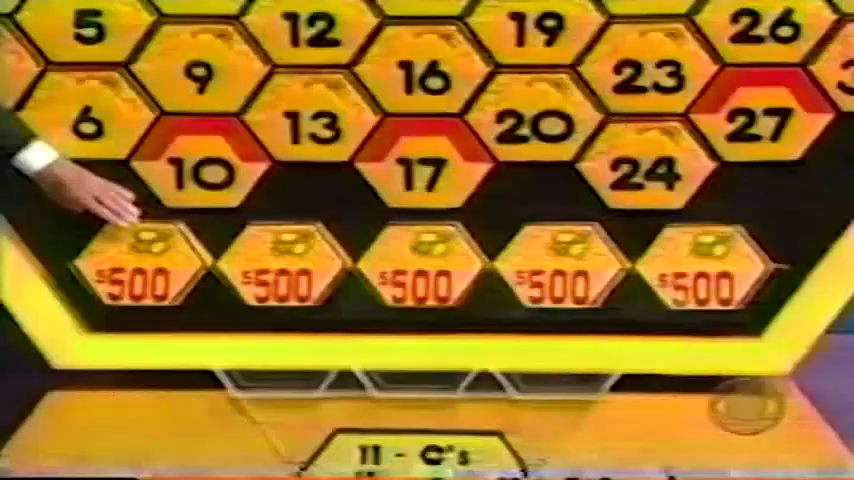 5 12 19 26
9 16 23
6 13 20 27
10 17 24
$500 $500 $500 $500 $500
11 - C's